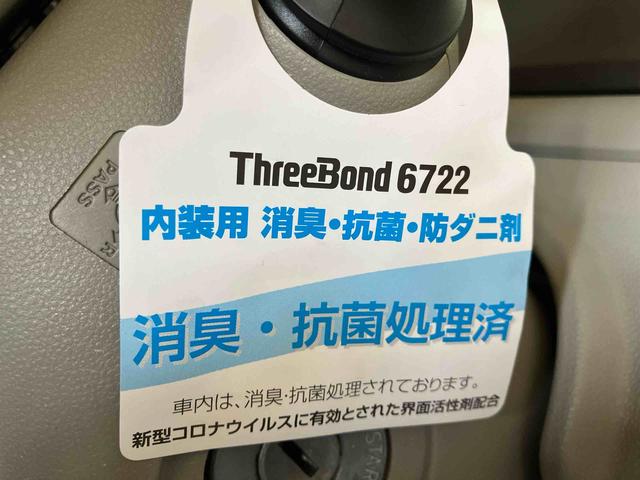 ThreeBond 6722
内装用 消臭・抗菌・防ダニ剤
消臭・抗菌処理済
車内は、消臭・抗菌処理されております。
新型コロナウイルスに有効とされた界面活性剤配合
PASS
START